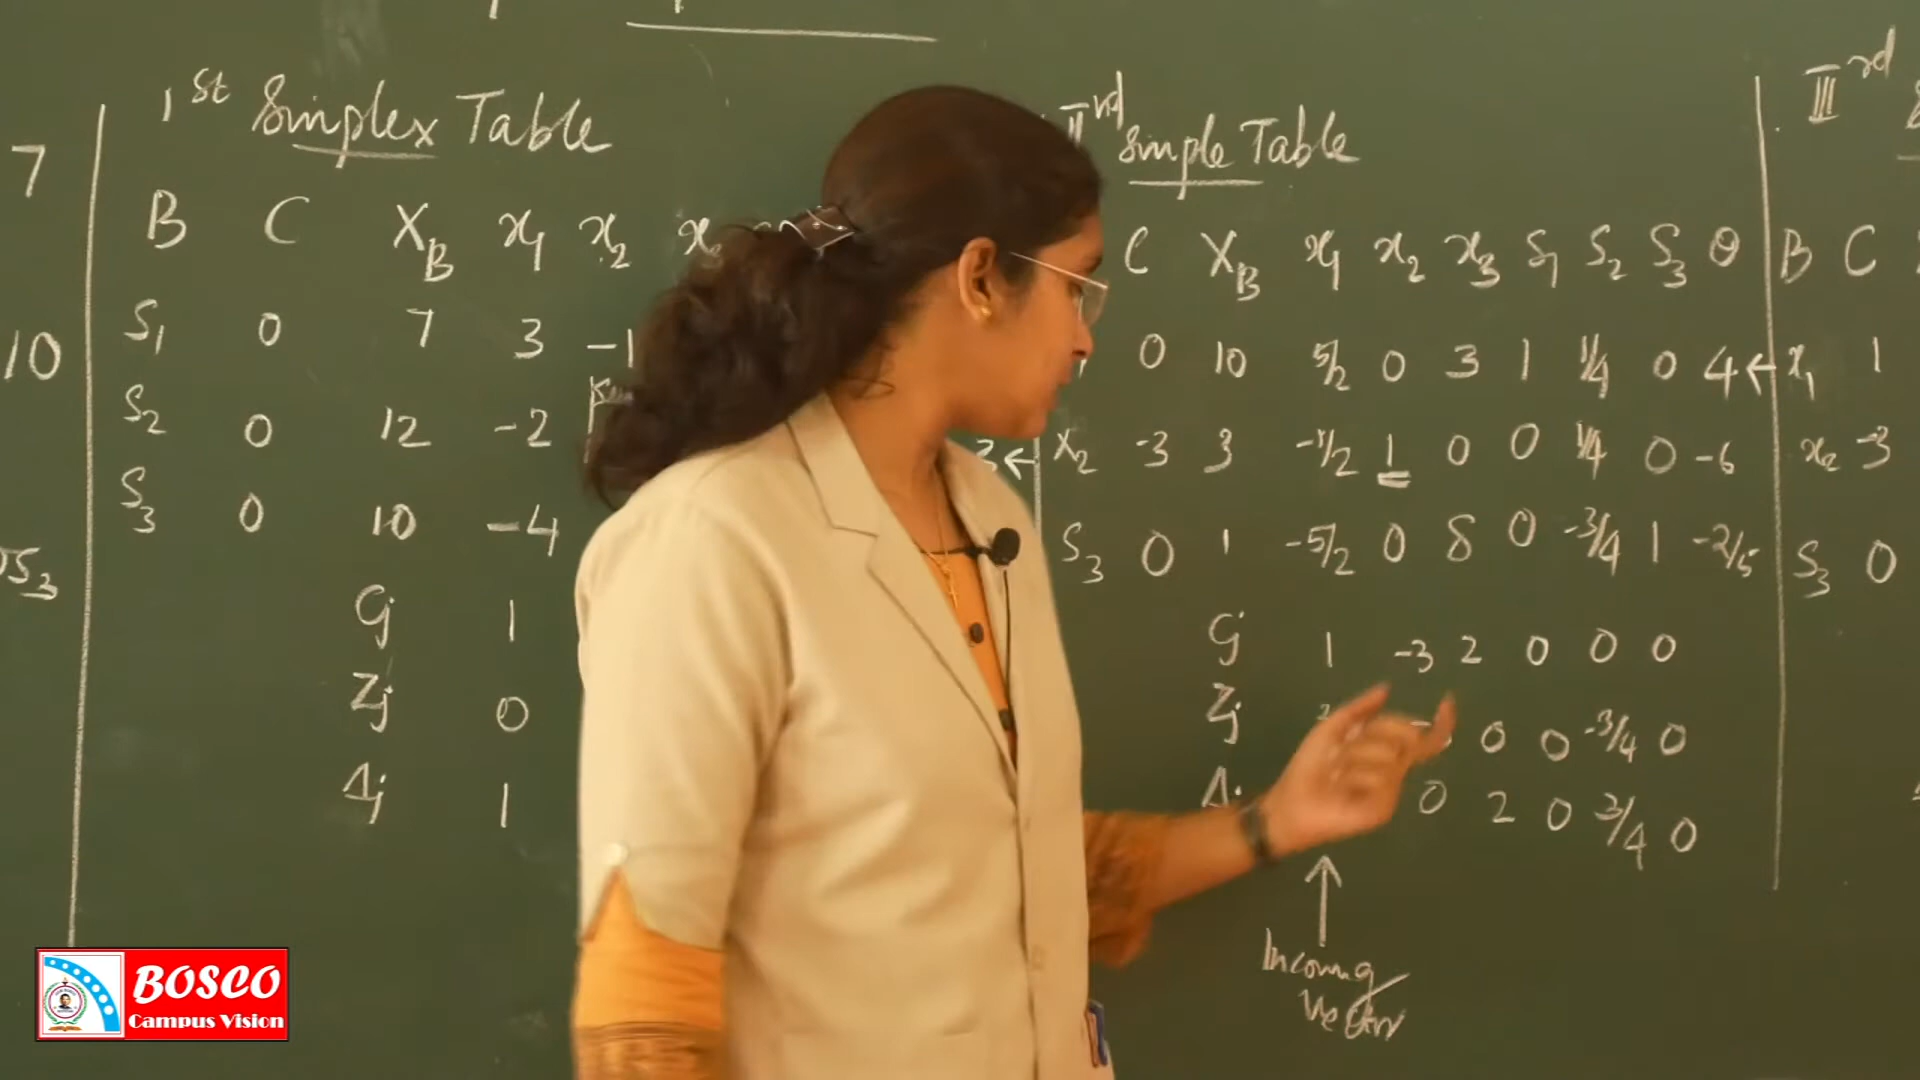 7
10
0S3
1st Simplex Table
B C XB x1 x2
S1 0 7 3 -1
S2 0 12 -2
S3 0 10 -4
Cj 1
Zj 0
Δj 1
IInd Simple Table
C XB x1 x2 x3 S1 S2 S3 θ
0 10 5/2 0 3 1 1/4 0 4 ←
3 ← x2 -3 3 -1/2 1 0 0 1/4 0 -6
S3 0 1 -5/2 0 8 0 -3/4 1 -2/5
Cj 1 -3 2 0 0 0
Zj 0 0 -3/4 0
Δj 0 2 0 3/4 0
↑
Incoming
Vector
IIIrd
B C
x1 1
x2 -3
S3 0
BOSCO
Campus Vision